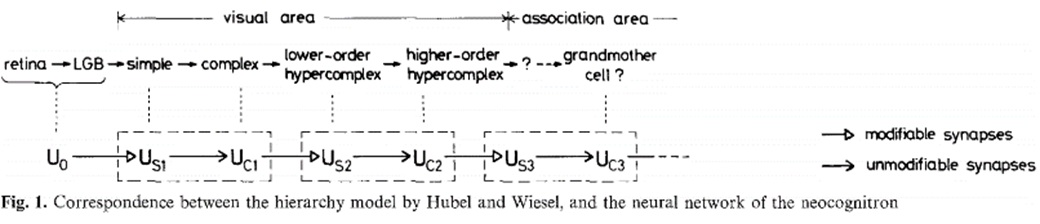 visual area association area
retina → LGB → simple → complex → lower-order hypercomplex → higher-order hypercomplex → ? → grandmother cell ?
U0 US1 UC1 US2 UC2 US3 UC3
modifiable synapses
unmodifiable synapses
Fig. 1. Correspondence between the hierarchy model by Hubel and Wiesel, and the neural network of the neocognitron